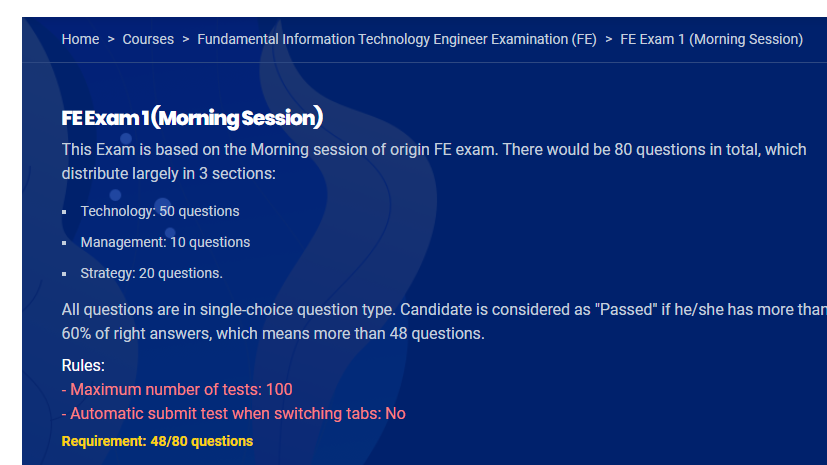 Home > Courses > Fundamental Information Technology Engineer Examination (FE) > FE Exam 1 (Morning Session)
FE Exam 1 (Morning Session)
This Exam is based on the Morning session of origin FE exam. There would be 80 questions in total, which
distribute largely in 3 sections:
▪ Technology: 50 questions
▪ Management: 10 questions
▪ Strategy: 20 questions.
All questions are in single-choice question type. Candidate is considered as "Passed" if he/she has more than
60% of right answers, which means more than 48 questions.
Rules:
- Maximum number of tests: 100
- Automatic submit test when switching tabs: No
Requirement: 48/80 questions